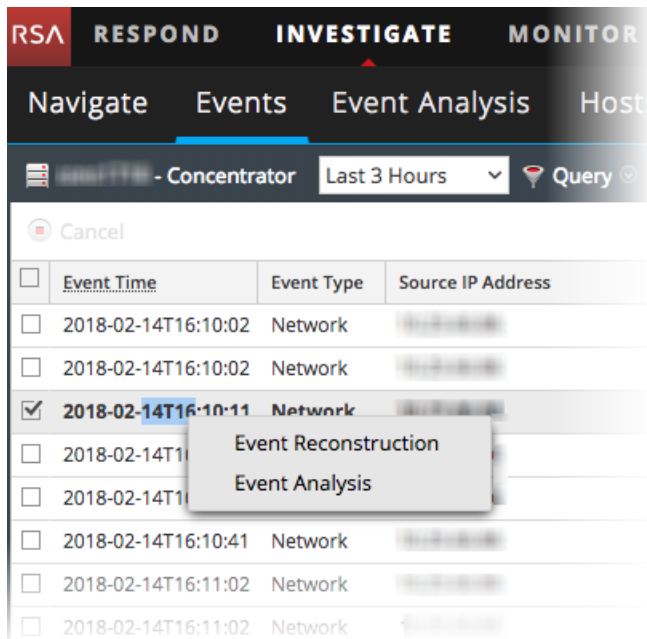 RSA RESPOND INVESTIGATE MONITOR
Navigate Events Event Analysis Host
- Concentrator Last 3 Hours Query
Cancel
Event Time Event Type Source IP Address
2018-02-14T16:10:02 Network
2018-02-14T16:10:02 Network
2018-02-14T16:10:11 Network
Event Reconstruction
2018-02-14T1
Event Analysis
2018-02-14T1
2018-02-14T16:10:41 Network
2018-02-14T16:11:02 Network
2018-02-14T16:11:02 Network